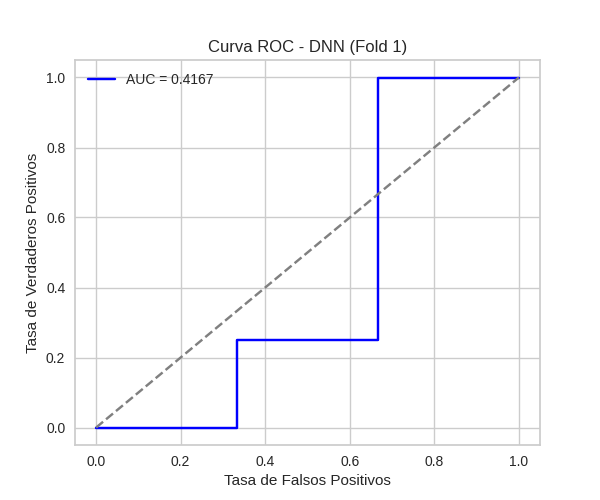 Curva ROC - DNN (Fold 1)
AUC = 0.4167
Tasa de Verdaderos Positivos
1.0
0.8
0.6
0.4
0.2
0.0
0.0 0.2 0.4 0.6 0.8 1.0
Tasa de Falsos Positivos